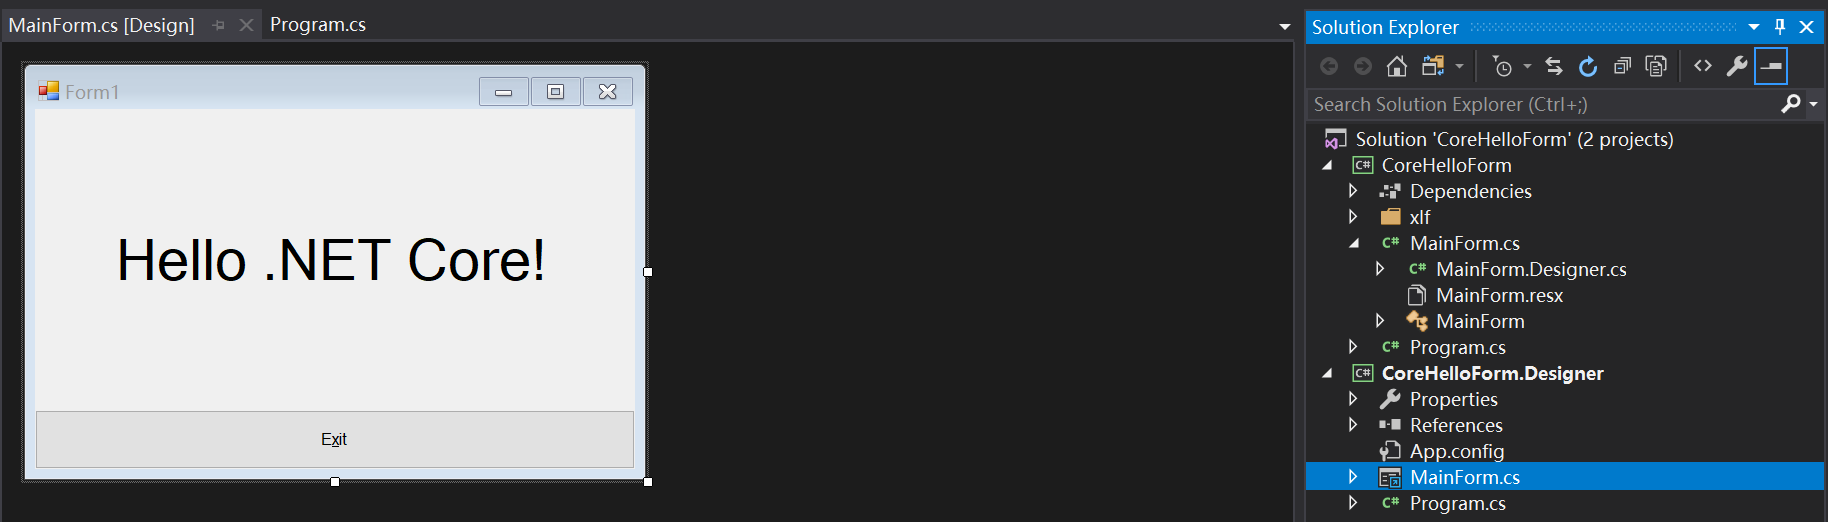 MainForm.cs [Design]
Program.cs
Form1
Hello .NET Core!
Exit
Solution Explorer
Search Solution Explorer (Ctrl+;)
Solution 'CoreHelloForm' (2 projects)
C# CoreHelloForm
Dependencies
xlf
C# MainForm.cs
C# MainForm.Designer.cs
MainForm.resx
MainForm
C# Program.cs
C# CoreHelloForm.Designer
Properties
References
App.config
MainForm.cs
C# Program.cs